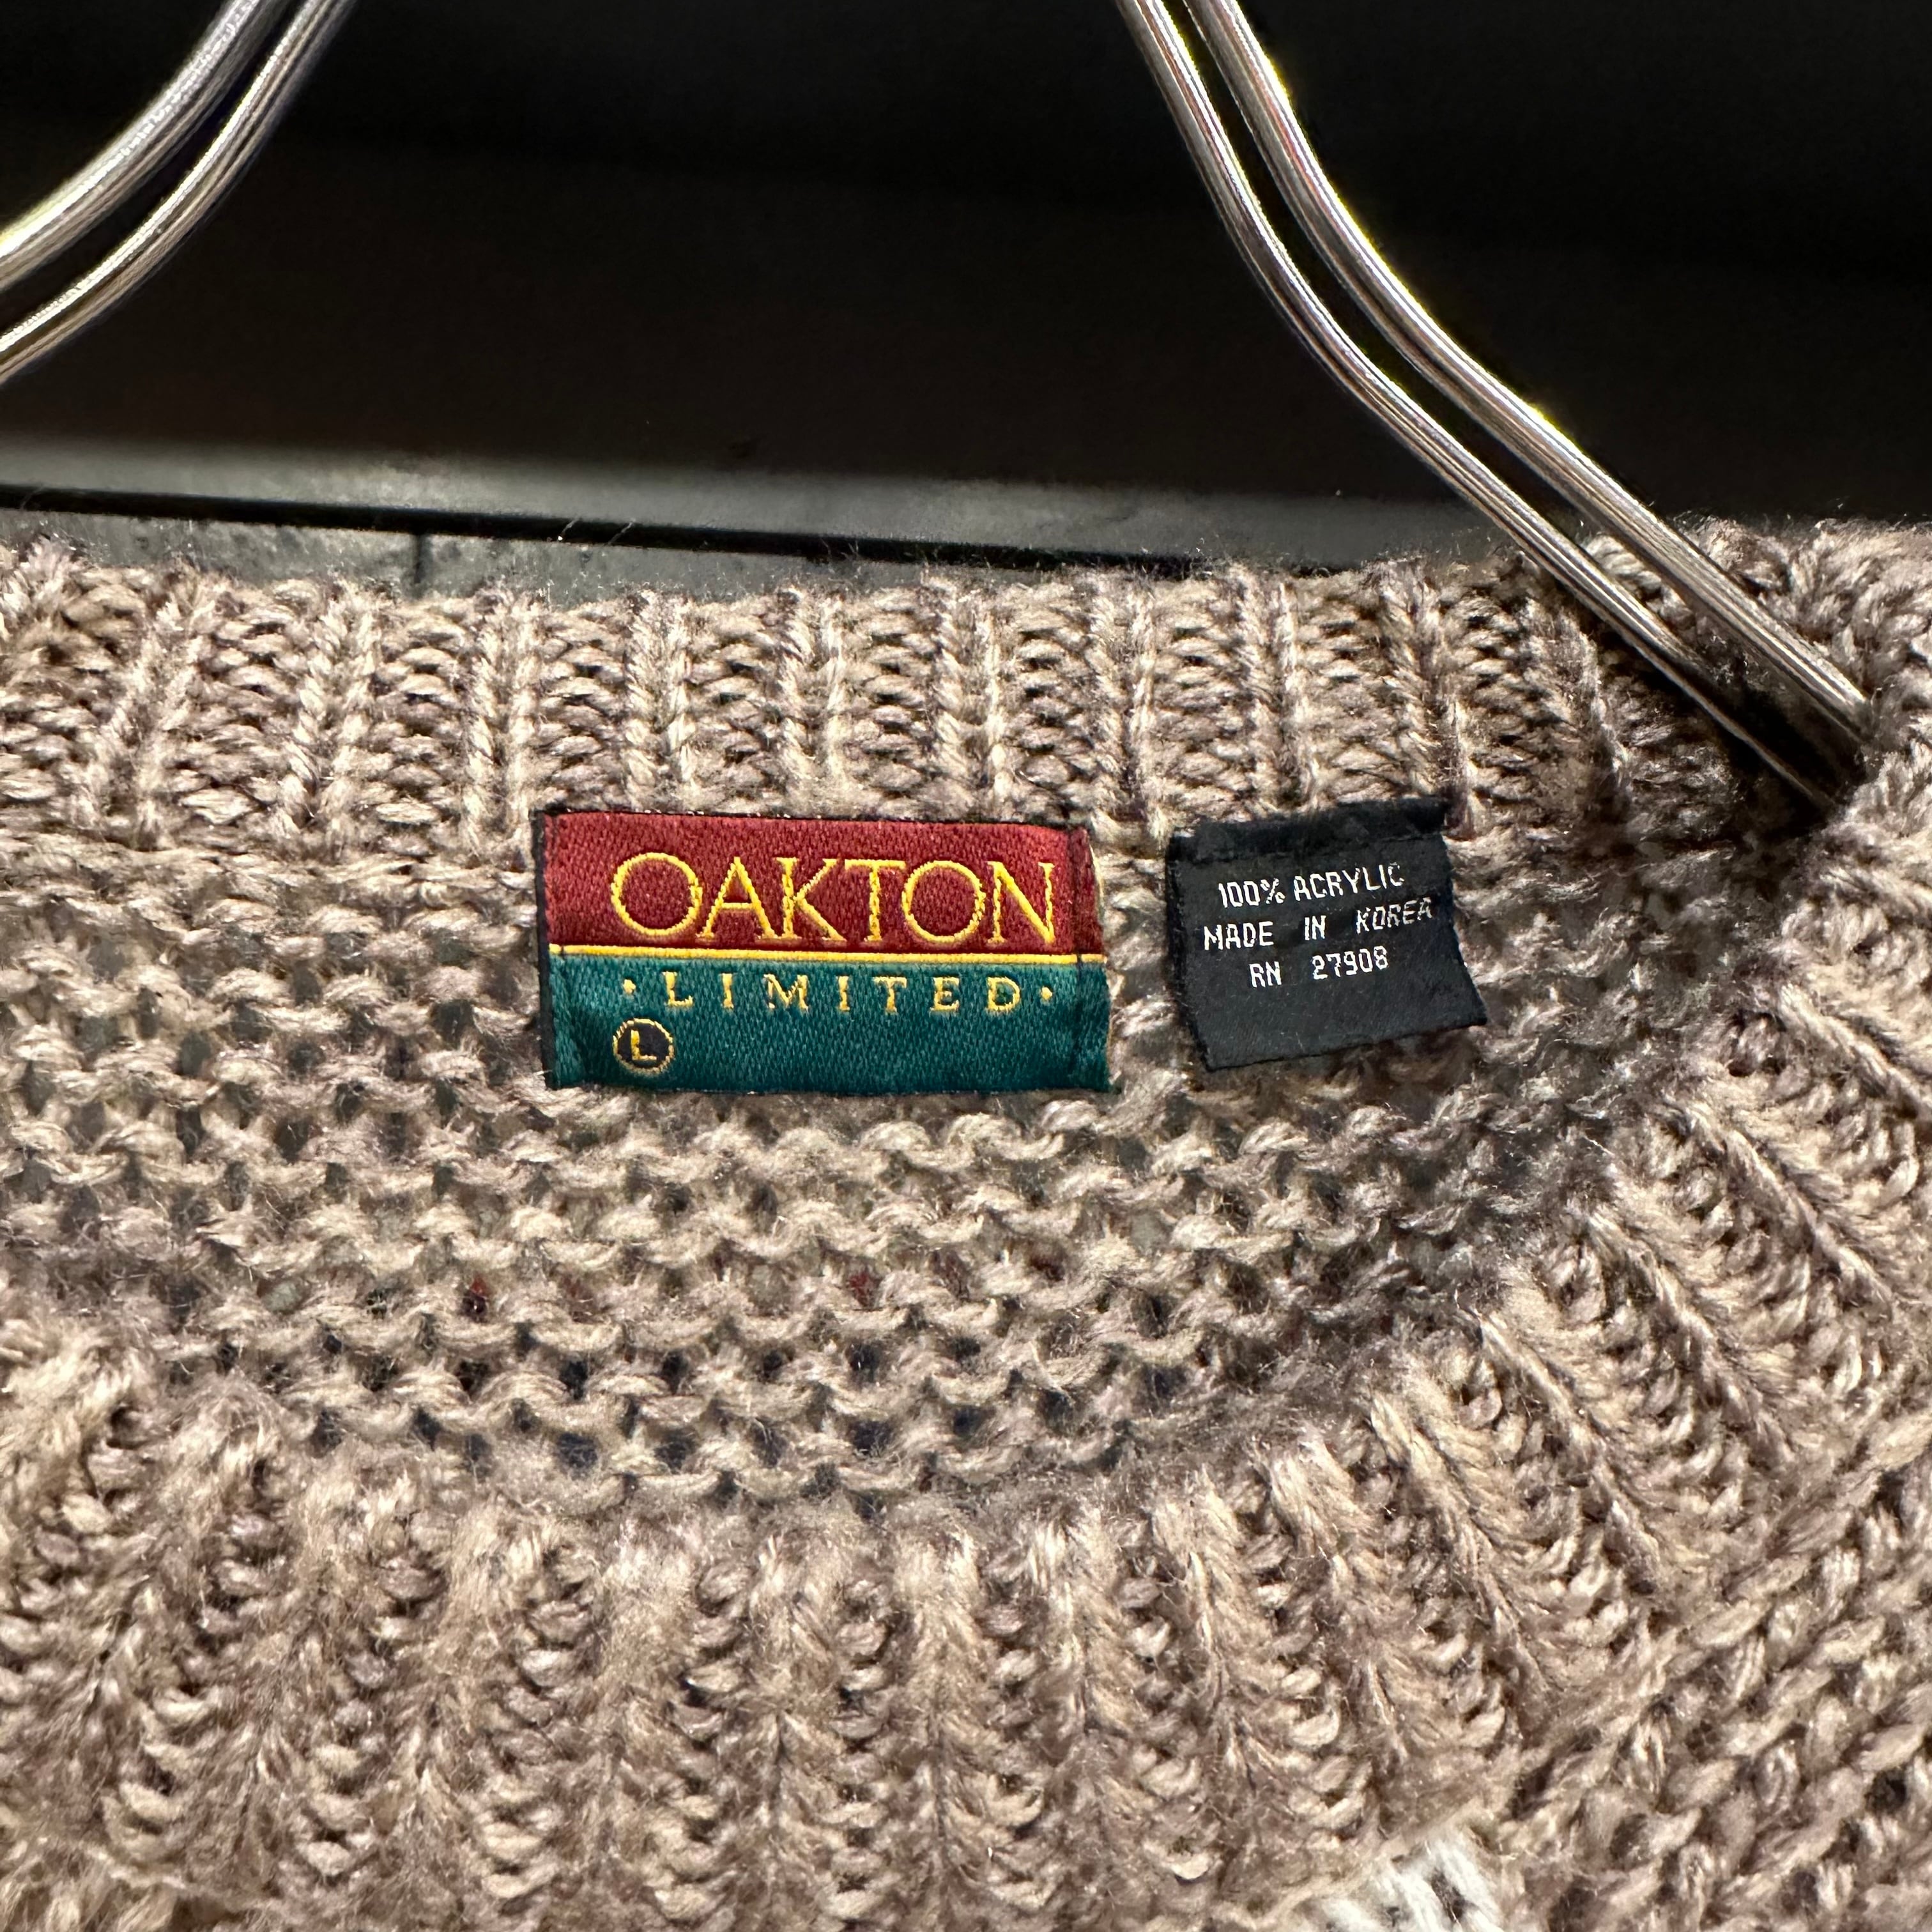 OAKTON
·LIMITED·
L
100% ACRYLIC
MADE IN KOREA
RN 27908